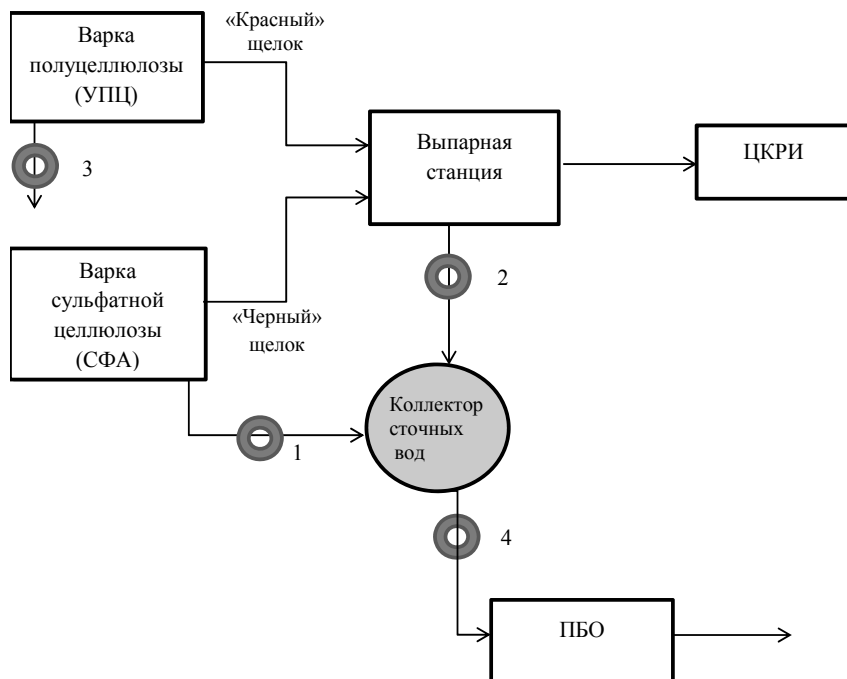 Варка
полуцеллюлозы
(УПЦ)
«Красный»
щелок
3
Выпарная
станция
ЦКРИ
Варка
сульфатной
целлюлозы
(СФА)
«Черный»
щелок
2
1
Коллектор
сточных
вод
4
ПБО